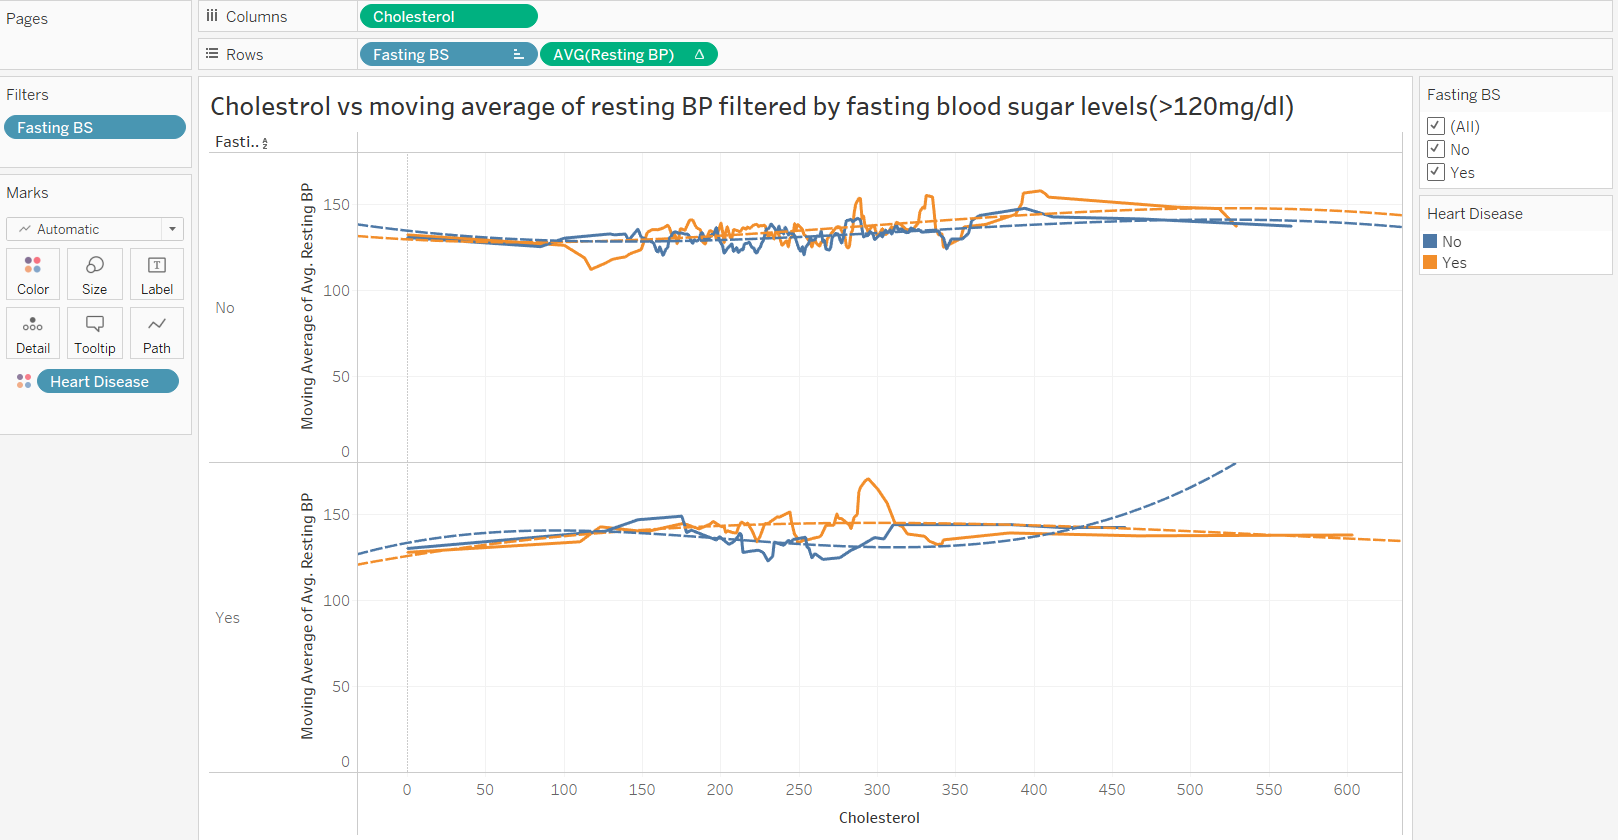 Pages
Columns
Cholesterol
Rows
Fasting BS
AVG(Resting BP)
Filters
Fasting BS
Marks
Automatic
Color
Size
Label
Detail
Tooltip
Path
Heart Disease
Cholestrol vs moving average of resting BP filtered by fasting blood sugar levels(>120mg/dl)
Fasti..
No
Moving Average of Avg. Resting BP
150
100
50
0
Yes
Moving Average of Avg. Resting BP
150
100
50
0
0 50 100 150 200 250 300 350 400 450 500 550 600
Cholesterol
Fasting BS
(All)
No
Yes
Heart Disease
No
Yes